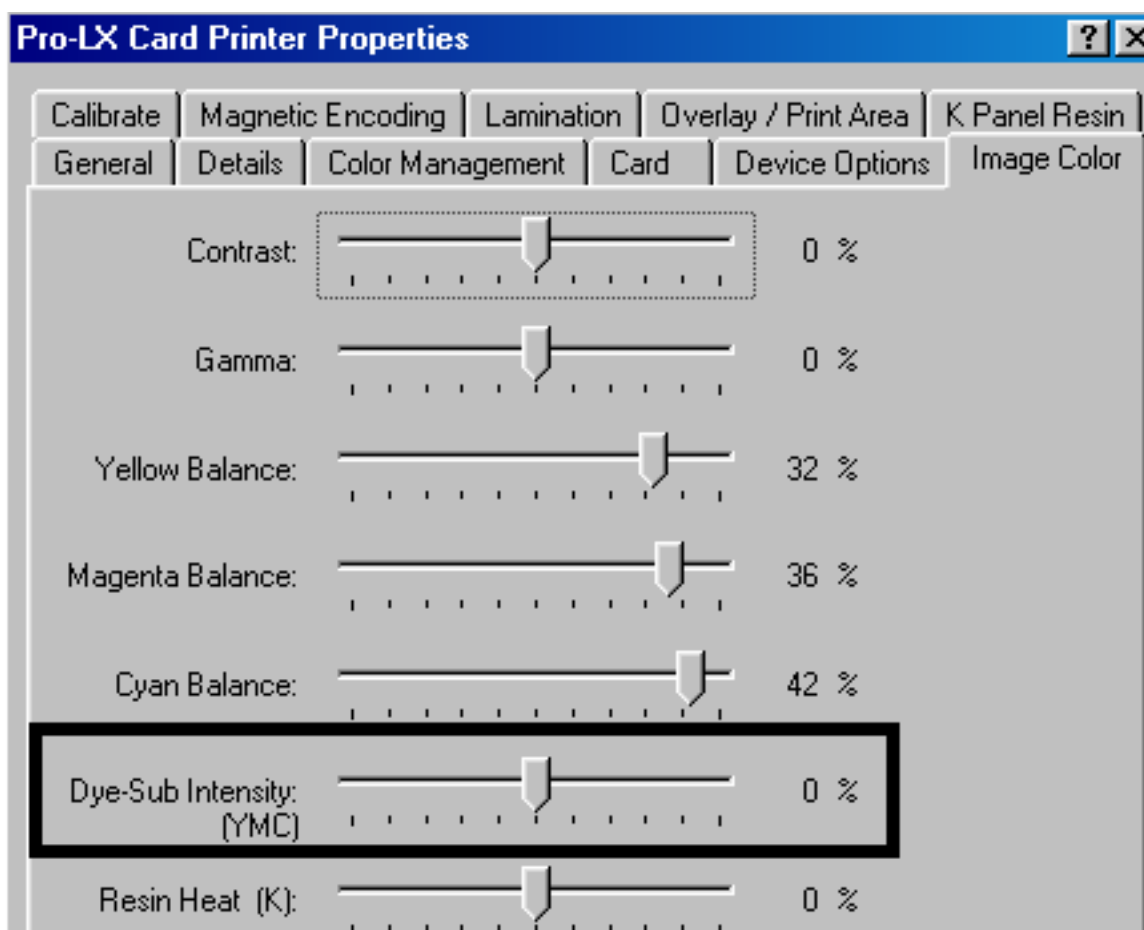 Pro-LX Card Printer Properties
Calibrate Magnetic Encoding Lamination Overlay / Print Area K Panel Resin
General Details Color Management Card Device Options Image Color
Contrast: 0 %
Gamma: 0 %
Yellow Balance: 32 %
Magenta Balance: 36 %
Cyan Balance: 42 %
Dye-Sub Intensity: 0 %
(YMC)
Resin Heat (K): 0 %